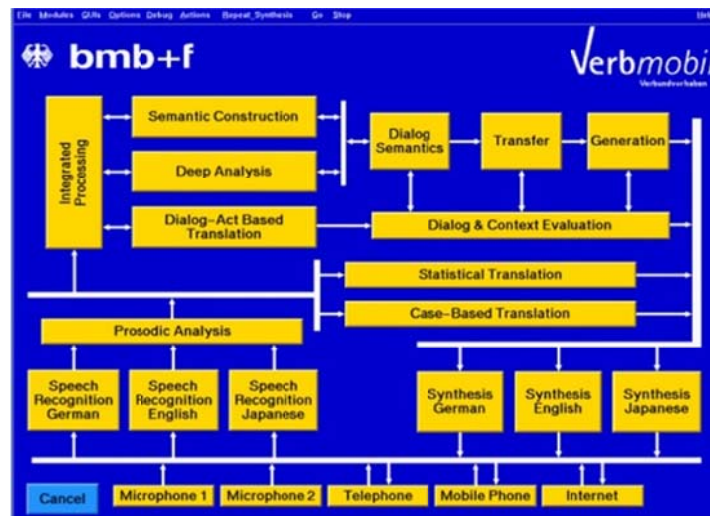 File Modules GUIs Options Debug Actions Repeat_Synthesis Go Stop
bmb+f
Verbmobil
Verbundvorhaben
Integrated
Processing
Semantic Construction
Deep Analysis
Dialog-Act Based
Translation
Dialog
Semantics
Transfer
Generation
Dialog & Context Evaluation
Statistical Translation
Case-Based Translation
Prosodic Analysis
Speech
Recognition
German
Speech
Recognition
English
Speech
Recognition
Japanese
Synthesis
German
Synthesis
English
Synthesis
Japanese
Cancel
Microphone 1
Microphone 2
Telephone
Mobile Phone
Internet